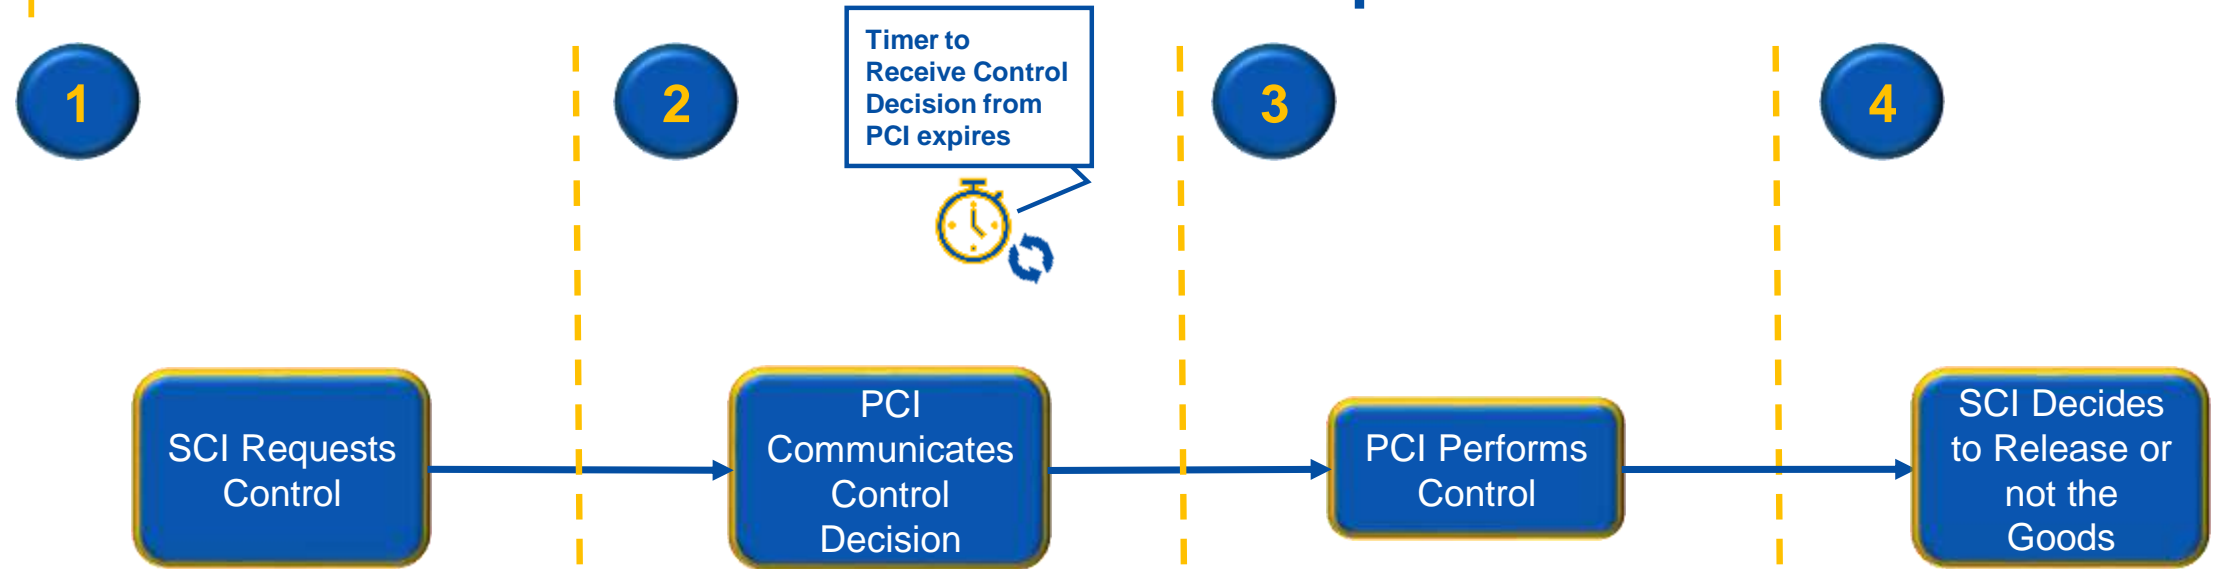 1
2
Timer to
Receive Control
Decision from
PCI expires
3
4
SCI Requests
Control
PCI
Communicates
Control
Decision
PCI Performs
Control
SCI Decides
to Release or
not the
Goods